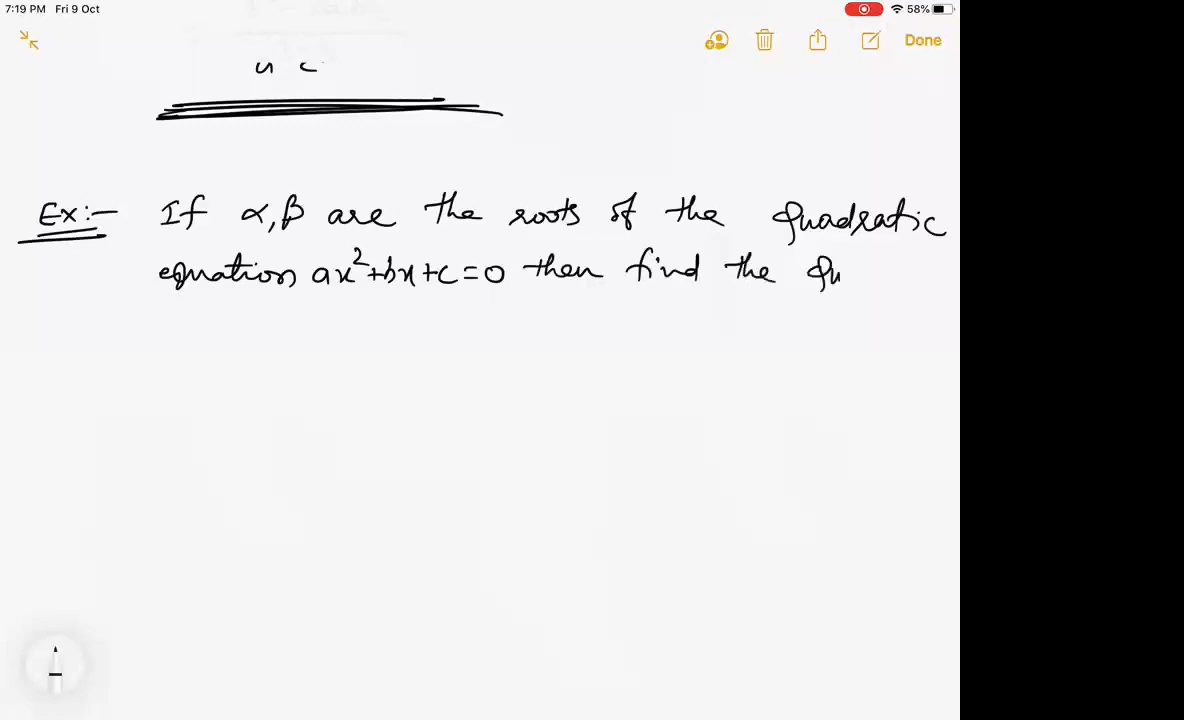 7:19 PM Fri 9 Oct 58%
Done
Ex:- If α, β are the roots of the quadratic
equation ax²+bx+c=0 then find the qu